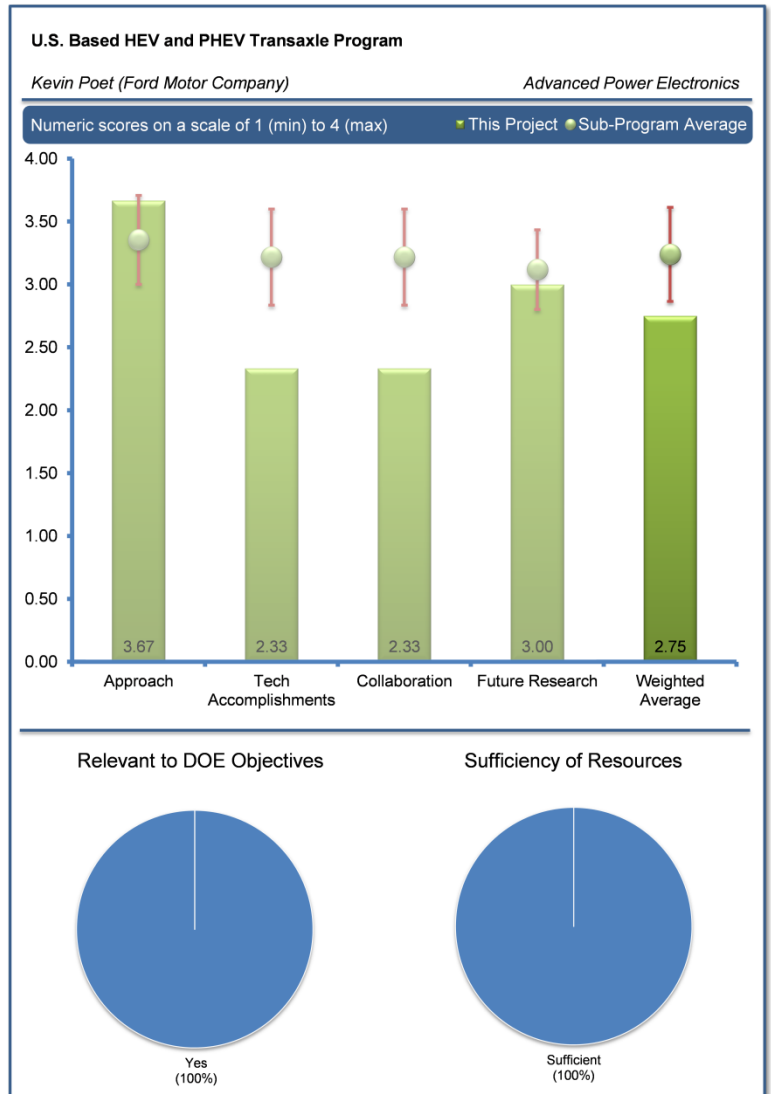 U.S. Based HEV and PHEV Transaxle Program
Kevin Poet (Ford Motor Company) Advanced Power Electronics
Numeric scores on a scale of 1 (min) to 4 (max) This Project Sub-Program Average
4.00
3.50
3.00
2.50
2.00
1.50
1.00
0.50
0.00
3.67 2.33 2.33 3.00 2.75
Approach Tech Accomplishments Collaboration Future Research Weighted Average
Relevant to DOE Objectives Sufficiency of Resources
Yes
(100%)
Sufficient
(100%)